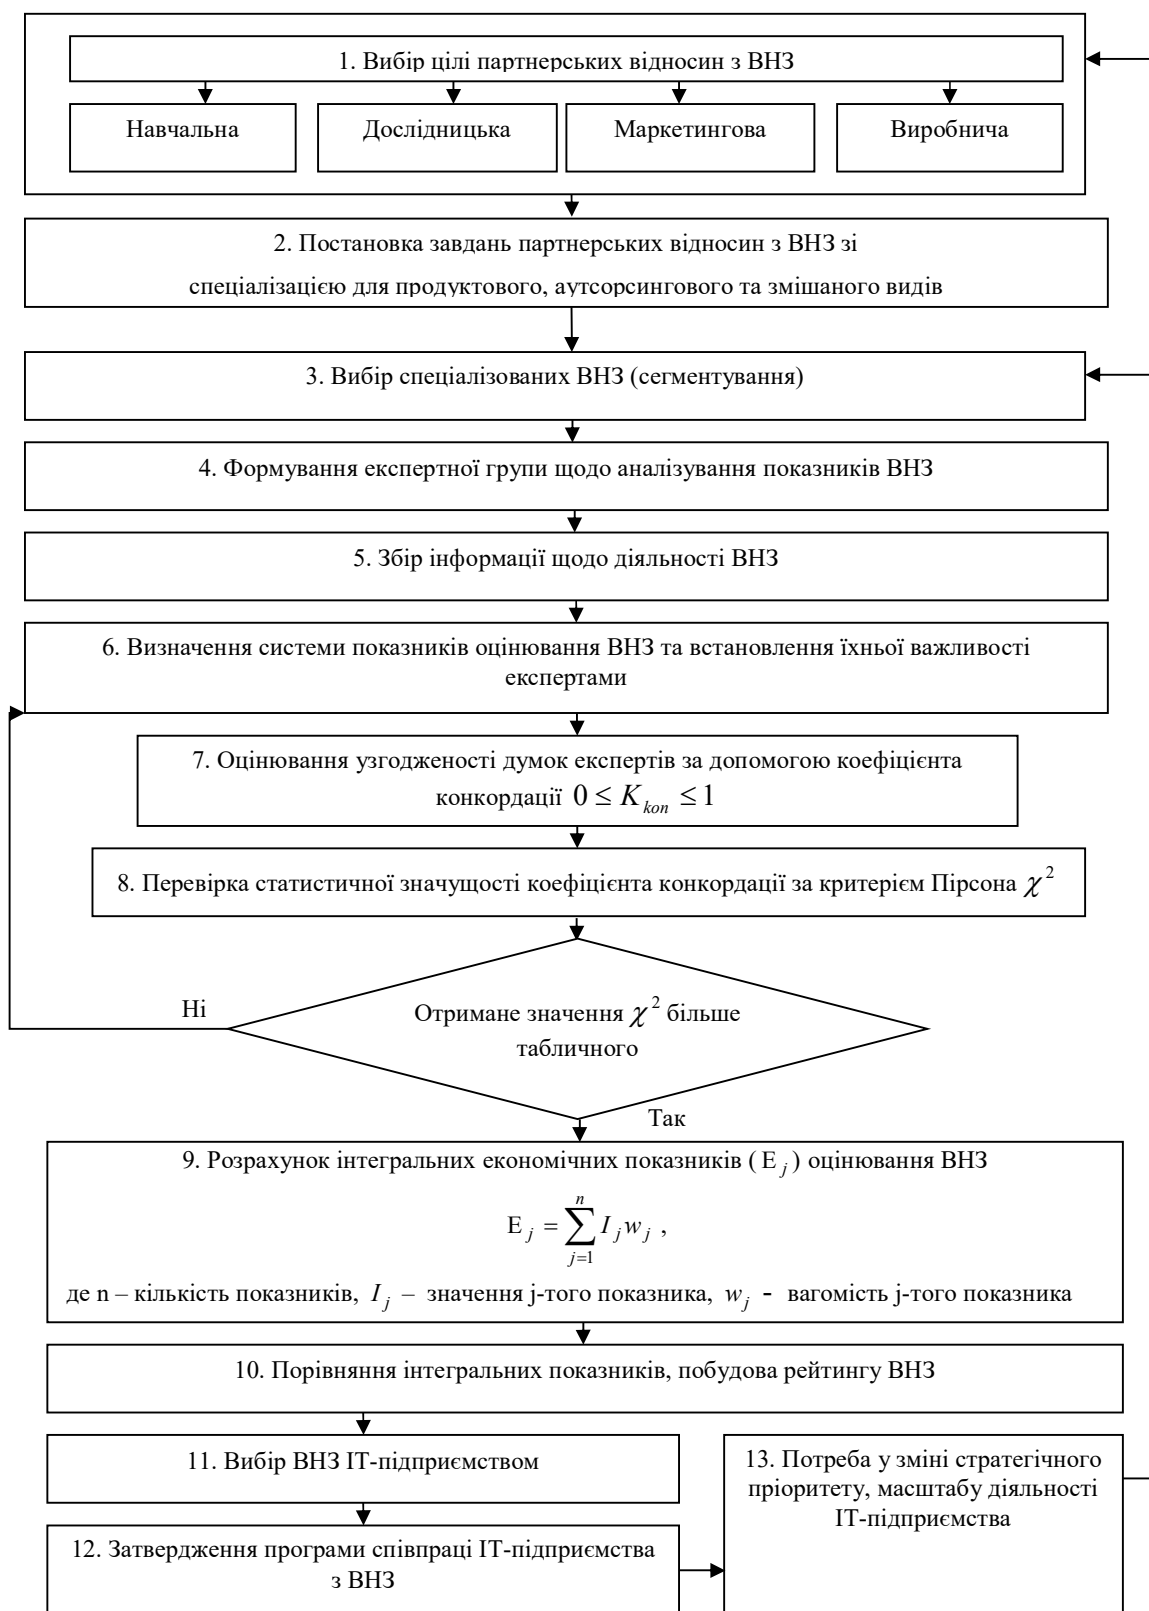 1. Вибір цілі партнерських відносин з ВНЗ
Навчальна
Дослідницька
Маркетингова
Виробнича
2. Постановка завдань партнерських відносин з ВНЗ зі
спеціалізацією для продуктового, аутсорсингового та змішаного видів
3. Вибір спеціалізованих ВНЗ (сегментування)
4. Формування експертної групи щодо аналізування показників ВНЗ
5. Збір інформації щодо діяльності ВНЗ
6. Визначення системи показників оцінювання ВНЗ та встановлення їхньої важливості
експертами
7. Оцінювання узгодженості думок експертів за допомогою коефіцієнта
конкордації 0 ≤ K_kon ≤ 1
8. Перевірка статистичної значущості коефіцієнта конкордації за критерієм Пірсона χ²
Ні
Отримане значення χ² більше
табличного
Так
9. Розрахунок інтегральних економічних показників ( E_j ) оцінювання ВНЗ
E_j = ∑_{j=1}^{n} I_j w_j ,
де n – кількість показників, I_j – значення j-того показника, w_j - вагомість j-того показника
10. Порівняння інтегральних показників, побудова рейтингу ВНЗ
11. Вибір ВНЗ ІТ-підприємством
12. Затвердження програми співпраці ІТ-підприємства
з ВНЗ
13. Потреба у зміні стратегічного
пріоритету, масштабу діяльності
ІТ-підприємства